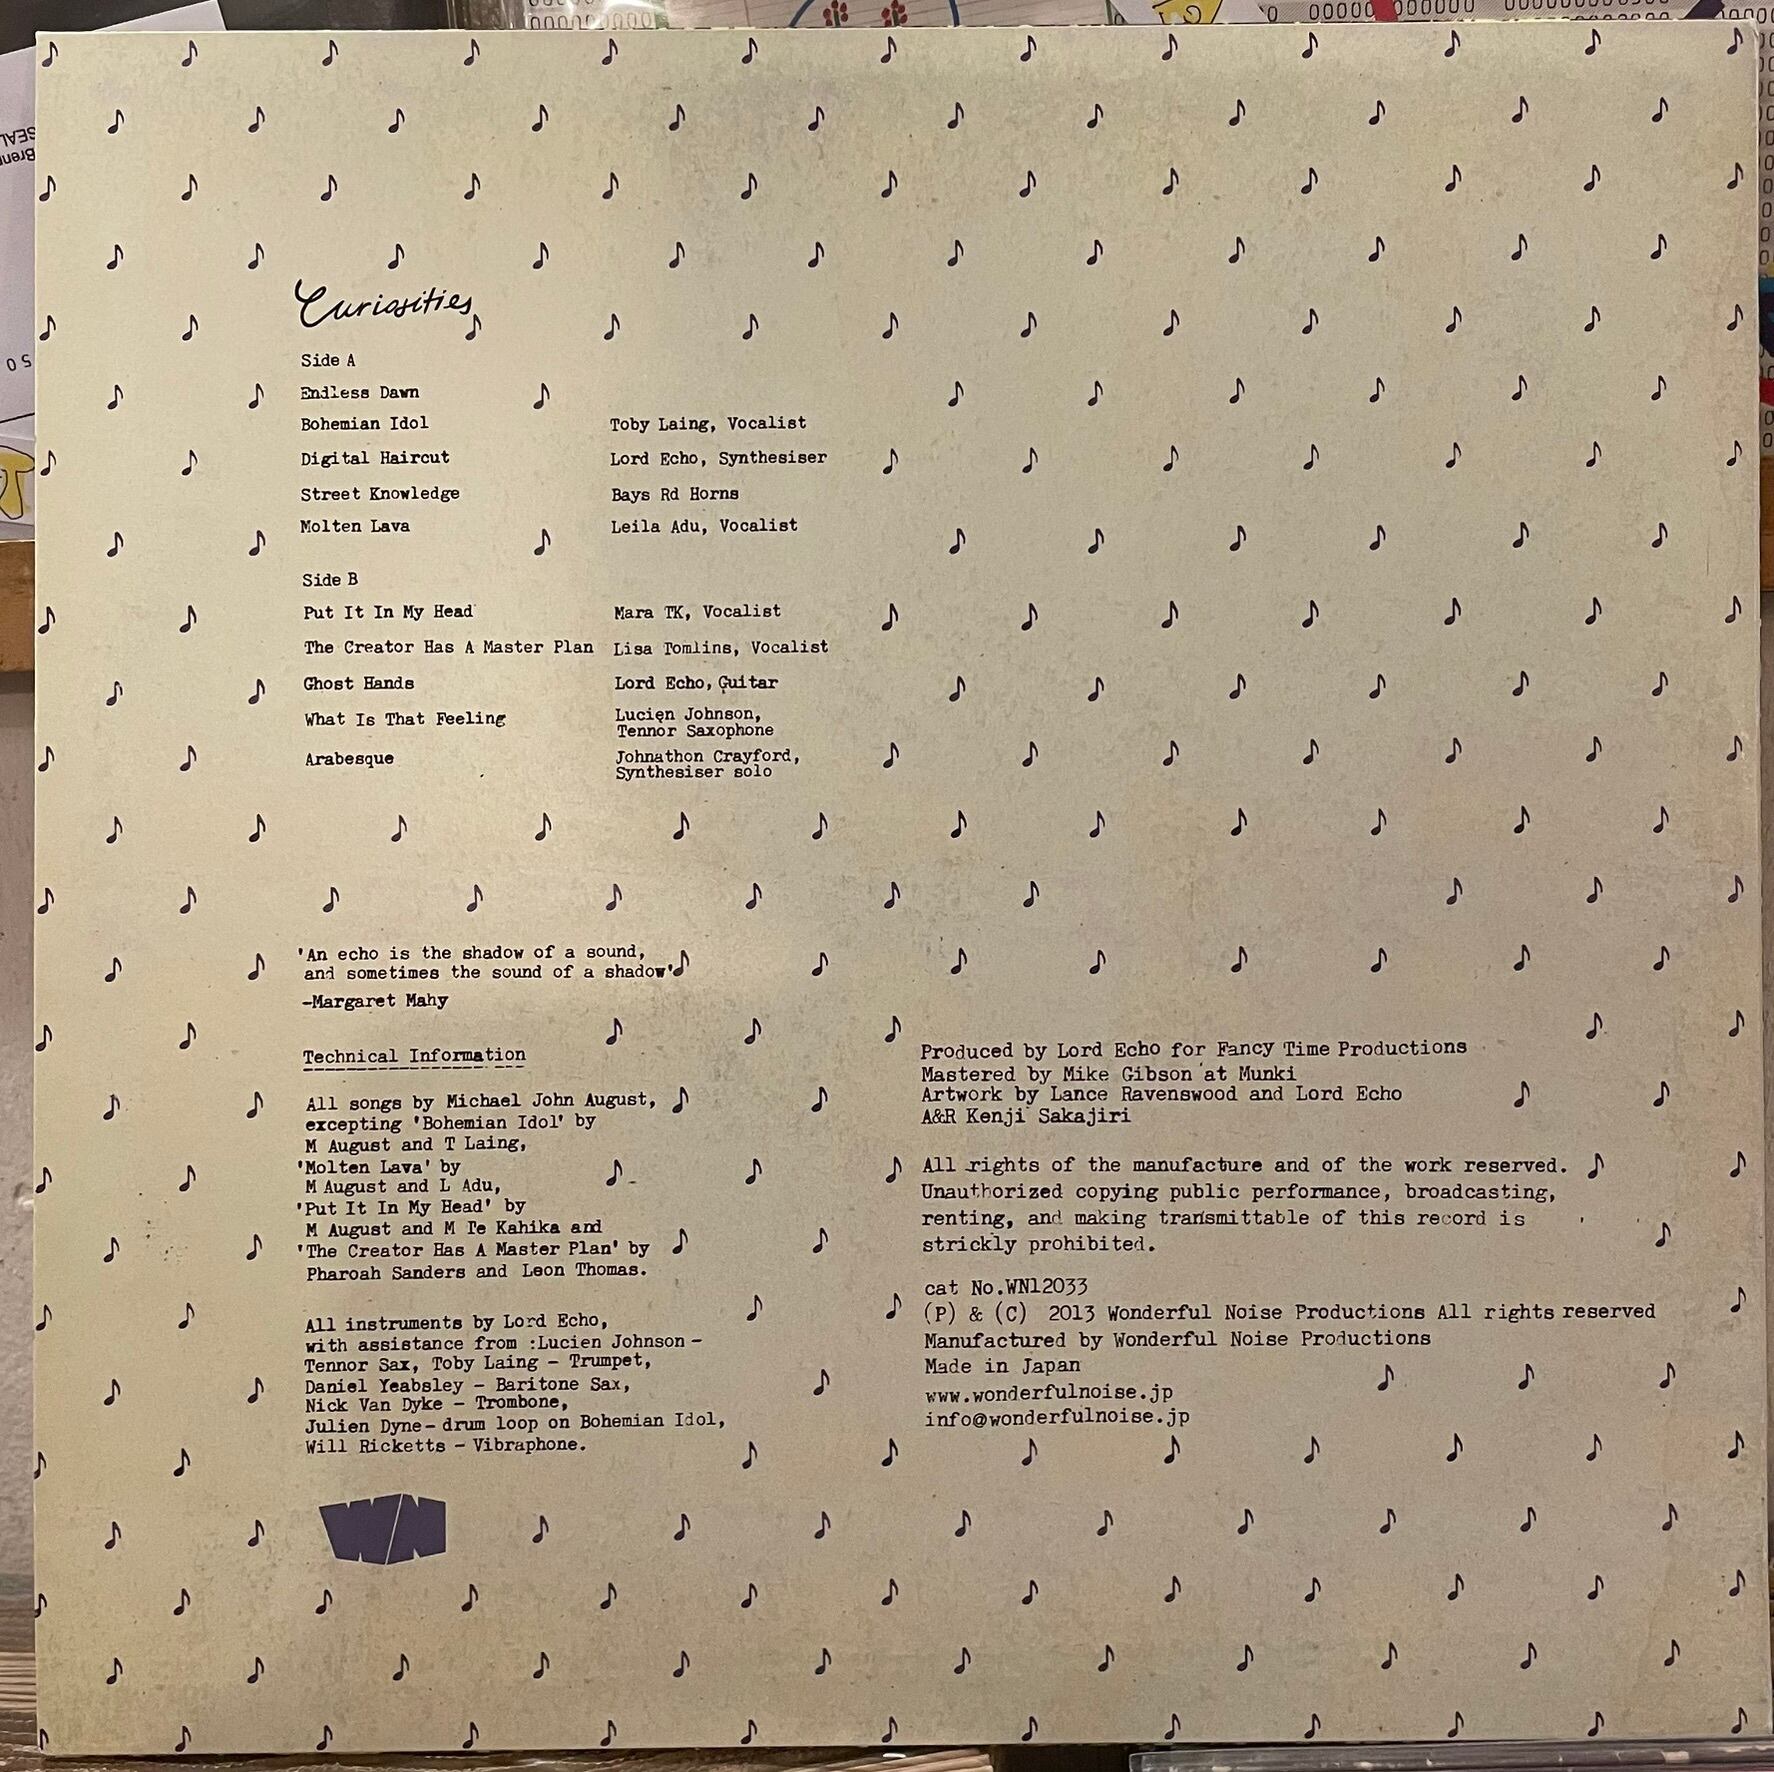 Curiosities
Side A
Endless Dawn
Bohemian Idol Toby Laing, Vocalist
Digital Haircut Lord Echo, Synthesiser
Street Knowledge Bays Rd Horns
Molten Lava Leila Adu, Vocalist
Side B
Put It In My Head Mara TK, Vocalist
The Creator Has A Master Plan Lisa Tomlins, Vocalist
Ghost Hands Lord Echo, Guitar
What Is That Feeling Lucien Johnson,
Tennor Saxophone
Arabesque Johnathon Crayford,
Synthesiser solo
'An echo is the shadow of a sound,
and sometimes the sound of a shadow'
-Margaret Mahy
Technical Information
All songs by Michael John August,
excepting 'Bohemian Idol' by
M August and T Laing,
'Molten Lava' by
M August and L Adu,
'Put It In My Head' by
M August and M Te Kahika and
'The Creator Has A Master Plan' by
Pharoah Sanders and Leon Thomas.
All instruments by Lord Echo,
with assistance from :Lucien Johnson -
Tennor Sax, Toby Laing - Trumpet,
Daniel Yeabsley - Baritone Sax,
Nick Van Dyke - Trombone,
Julien Dyne - drum loop on Bohemian Idol,
Will Ricketts - Vibraphone.
Produced by Lord Echo for Fancy Time Productions
Mastered by Mike Gibson at Munki
Artwork by Lance Ravenswood and Lord Echo
A&R Kenji Sakajiri
All rights of the manufacture and of the work reserved.
Unauthorized copying public performance, broadcasting,
renting, and making transmittable of this record is
strickly prohibited.
cat No.WN12033
(P) & (C) 2013 Wonderful Noise Productions All rights reserved
Manufactured by Wonderful Noise Productions
Made in Japan
www.wonderfulnoise.jp
info@wonderfulnoise.jp